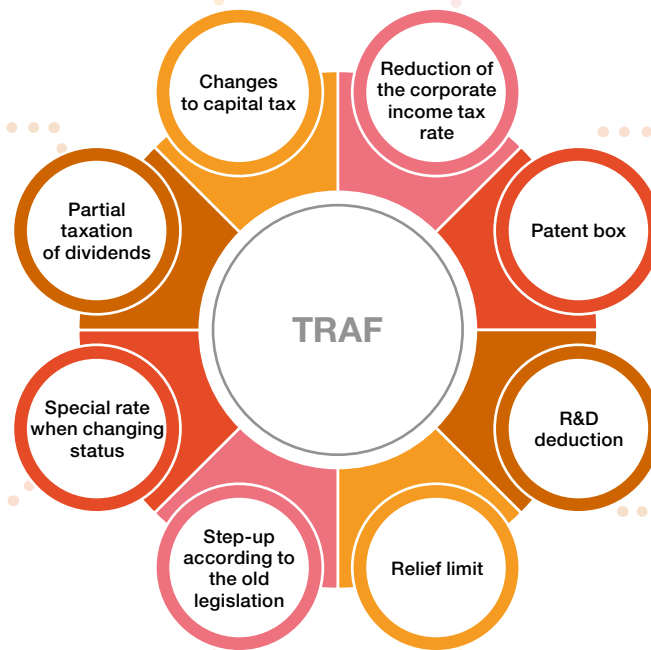 Changes
to capital tax
Reduction of
the corporate
income tax
rate
Partial
taxation
of dividends
Patent box
TRAF
Special rate
when changing
status
R&D
deduction
Step-up
according to
the old
legislation
Relief limit